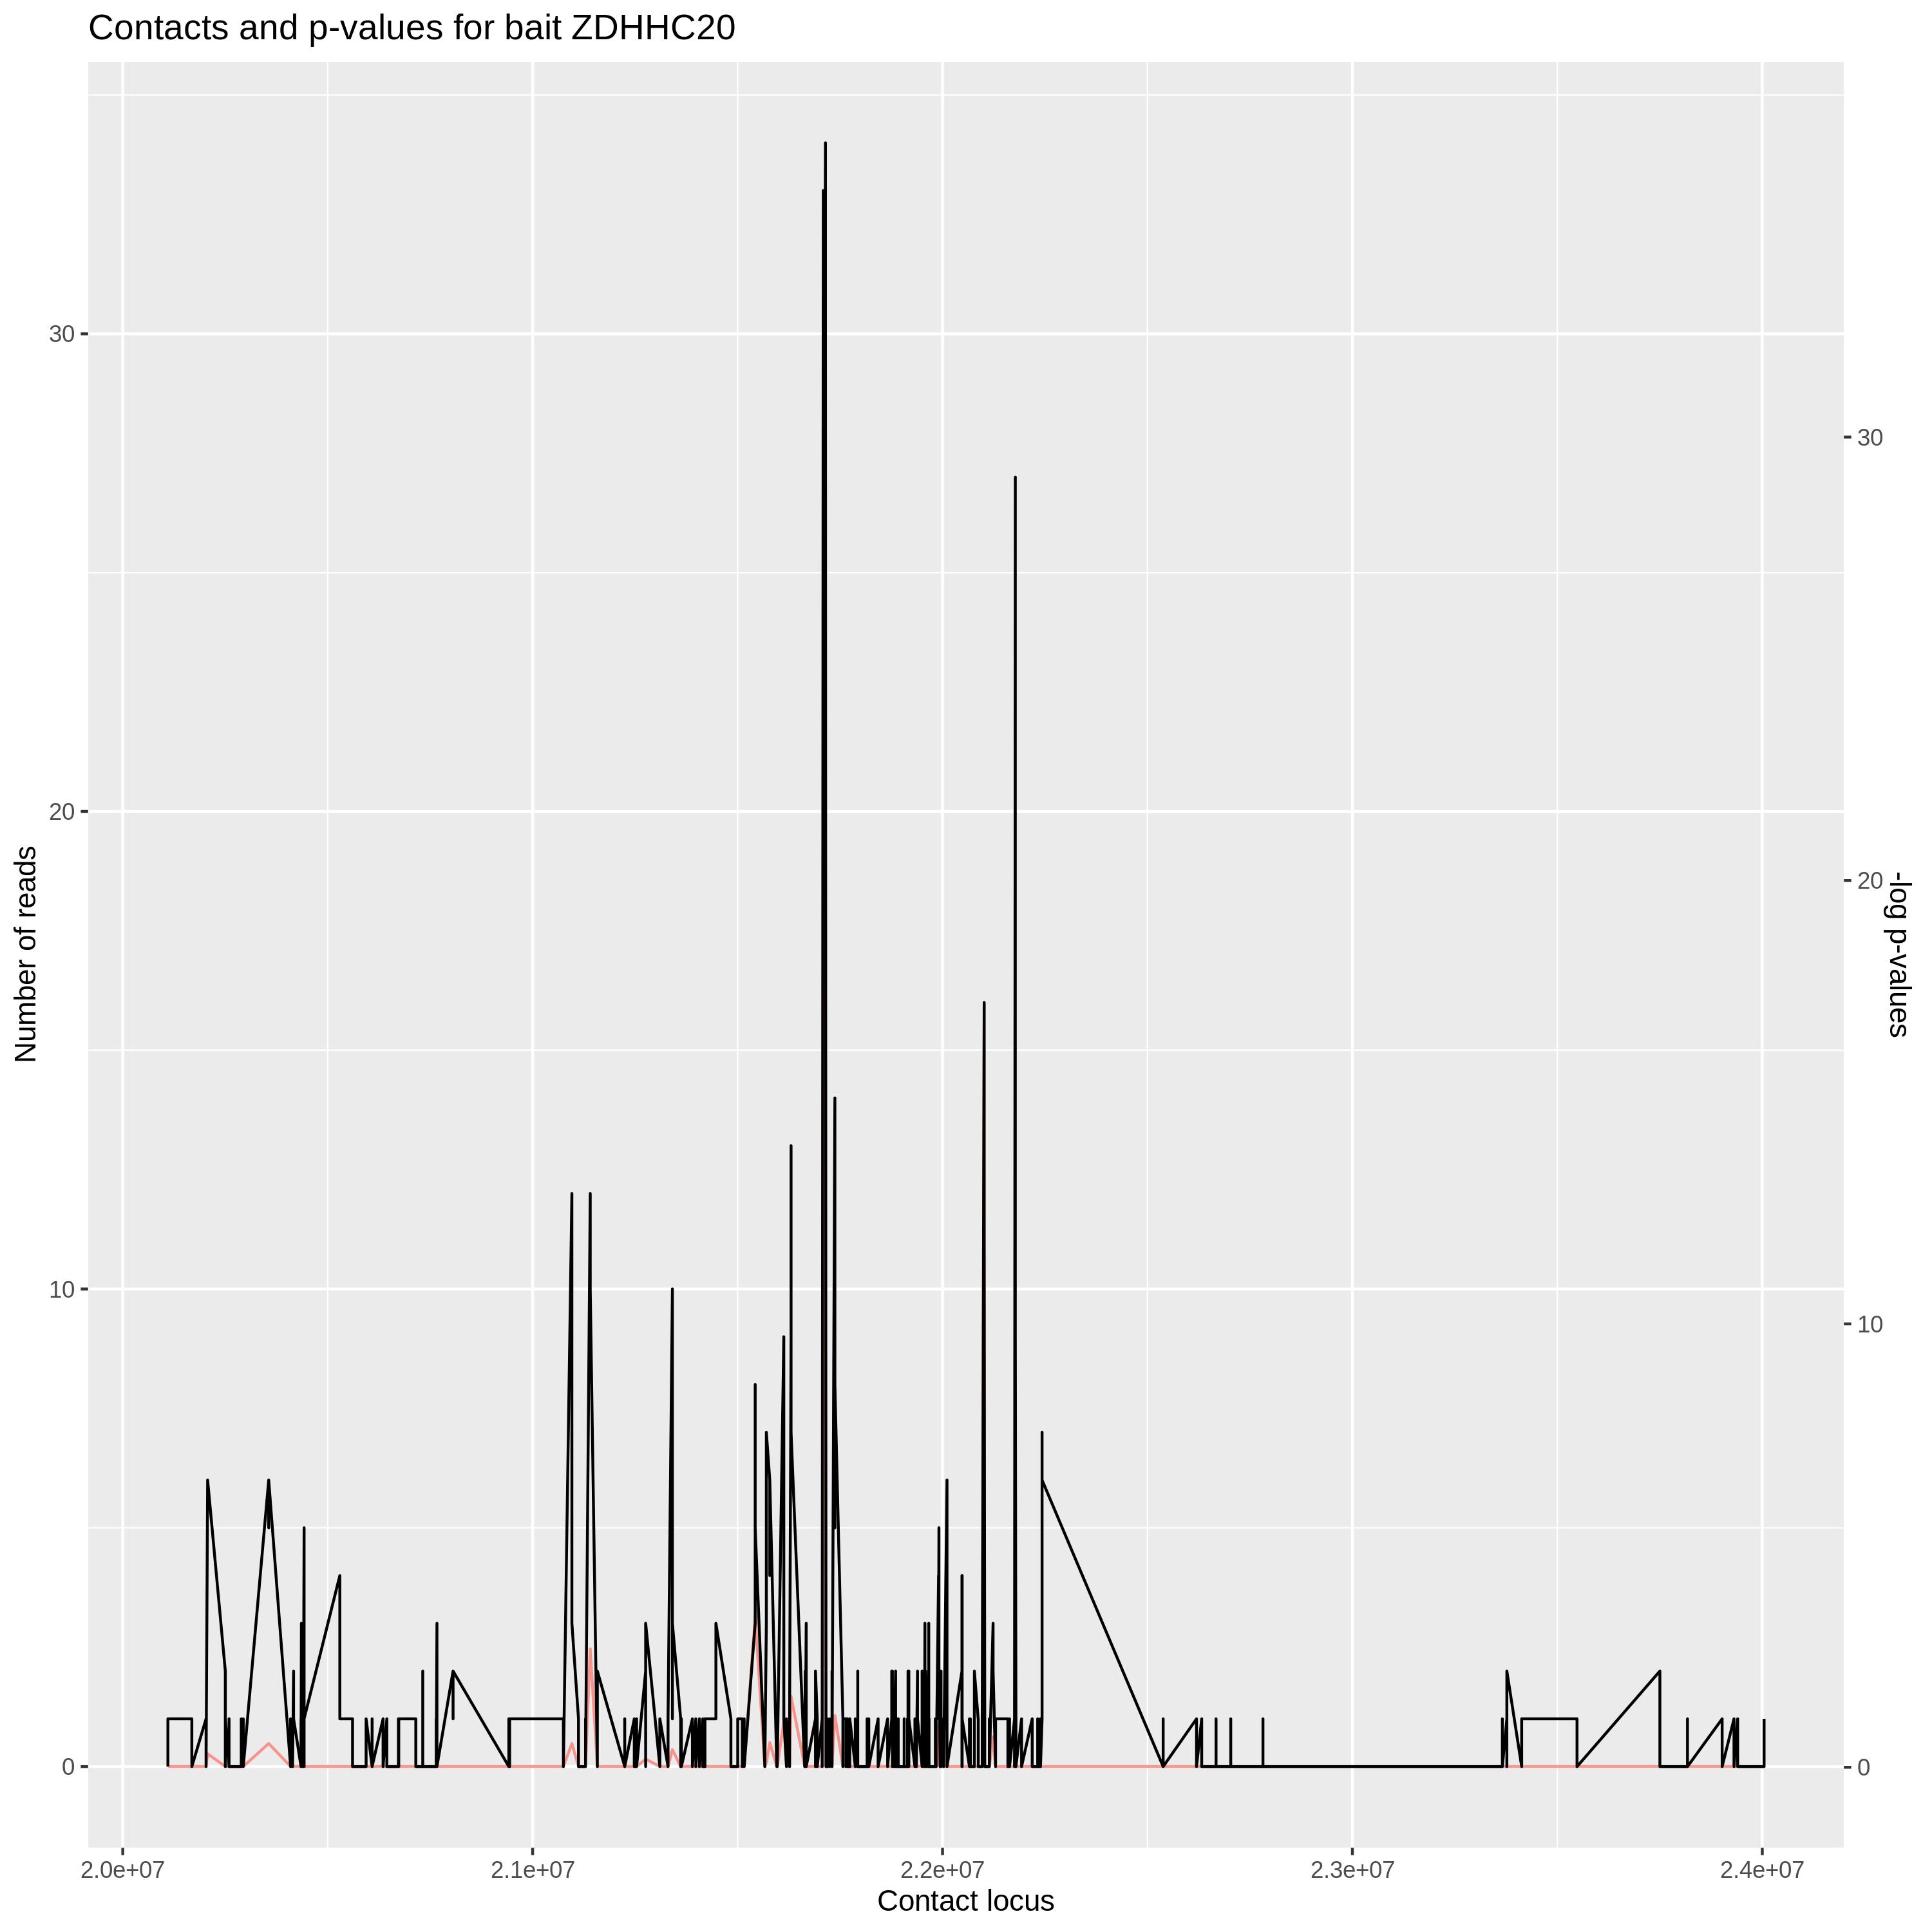 Contacts and p-values for bait ZDHHC20
Number of reads
30
20
10
0
30
20
10
0
-log p-values
2.0e+07
2.1e+07
2.2e+07
2.3e+07
2.4e+07
Contact locus